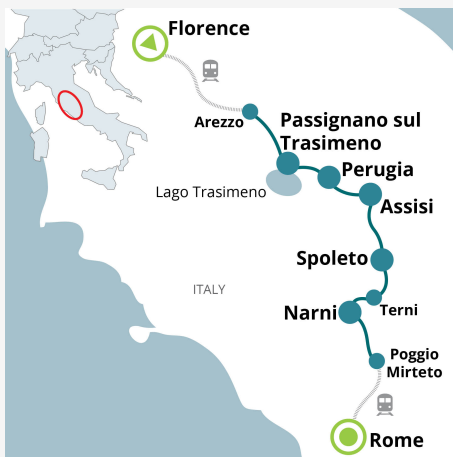 Florence
Arezzo
Passignano sul
Trasimeno
Perugia
Lago Trasimeno
Assisi
Spoleto
ITALY
Terni
Narni
Poggio
Mirteto
Rome